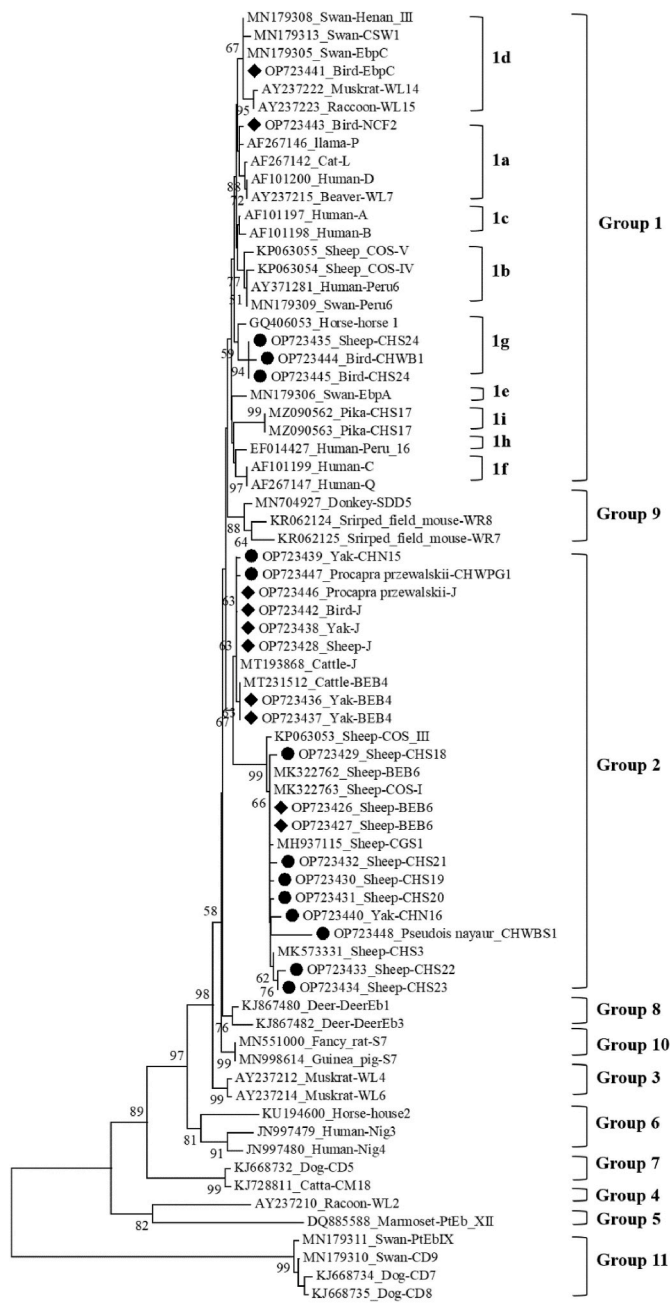 MN179308_Swan-Henan_III
67
MN179313_Swan-CSW1
MN179305_Swan-EbpC
1d
OP723441_Bird-EbpC
AY237222_Muskrat-WL14
AY237223_Raccoon-WL15
95
OP723443_Bird-NCF2
AF267146_Ilama-P
AF267142_Cat-L
1a
AF101200_Human-D
88
AY237215_Beaver-WL7
72
AF101197_Human-A
1c
AF101198_Human-B
Group 1
KP063055_Sheep_COS-V
KP063054_Sheep_COS-IV
1b
77
AY371281_Human-Peru6
51
MN179309_Swan-Peru6
GQ406053_Horse-horse 1
OP723435_Sheep-CHS24
1g
59
OP723444_Bird-CHWB1
94
OP723445_Bird-CHS24
MN179306_Swan-EbpA
1e
99
MZ090562_Pika-CHS17
1i
MZ090563_Pika-CHS17
EF014427_Human-Peru_16
1h
AF101199_Human-C
1f
97
AF267147_Human-Q
MN704927_Donkey-SDD5
88
KR062124_Srirped_field_mouse-WR8
Group 9
64
KR062125_Srirped_field_mouse-WR7
OP723439_Yak-CHN15
OP723447_Procapra przewalskii-CHWPG1
63
OP723446_Procapra przewalskii-J
OP723442_Bird-J
OP723438_Yak-J
63
OP723428_Sheep-J
MT193868_Cattle-J
MT231512_Cattle-BEB4
OP723436_Yak-BEB4
67
OP723437_Yak-BEB4
KP063053_Sheep-COS_III
OP723429_Sheep-CHS18
Group 2
99
MK322762_Sheep-BEB6
MK322763_Sheep-COS-I
66
OP723426_Sheep-BEB6
OP723427_Sheep-BEB6
MH937115_Sheep-CGS1
OP723432_Sheep-CHS21
OP723430_Sheep-CHS19
OP723431_Sheep-CHS20
58
OP723440_Yak-CHN16
OP723448_Pseudois nayaur_CHWBS1
MK573331_Sheep-CHS3
98
62
OP723433_Sheep-CHS22
76
OP723434_Sheep-CHS23
KJ867480_Deer-DeerEb1
Group 8
76
KJ867482_Deer-DeerEb3
MN551000_Fancy_rat-S7
Group 10
97
99
MN998614_Guinea_pig-S7
AY237212_Muskrat-WL4
Group 3
99
AY237214_Muskrat-WL6
89
KU194600_Horse-house2
JN997479_Human-Nig3
Group 6
81
91
JN997480_Human-Nig4
KJ668732_Dog-CD5
Group 7
99
KJ728811_Catta-CM18
Group 4
AY237210_Racoon-WL2
82
DQ885588_Marmoset-PtEb_XII
Group 5
MN179311_Swan-PtEbIX
99
MN179310_Swan-CD9
Group 11
KJ668734_Dog-CD7
KJ668735_Dog-CD8